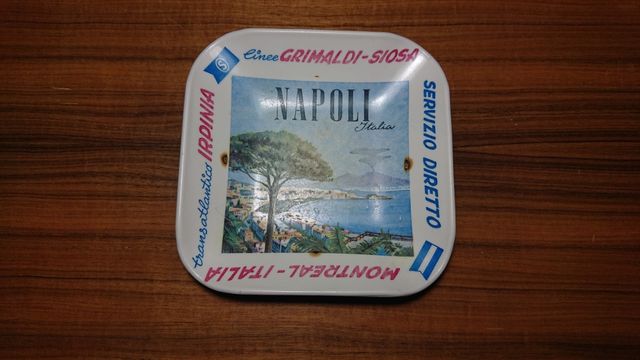 linee GRIMALDI-SIOSA
SERVIZIO DIRETTO
MONTREAL - ITALIA
transatlantico IRPINIA
S
NAPOLI
Italia